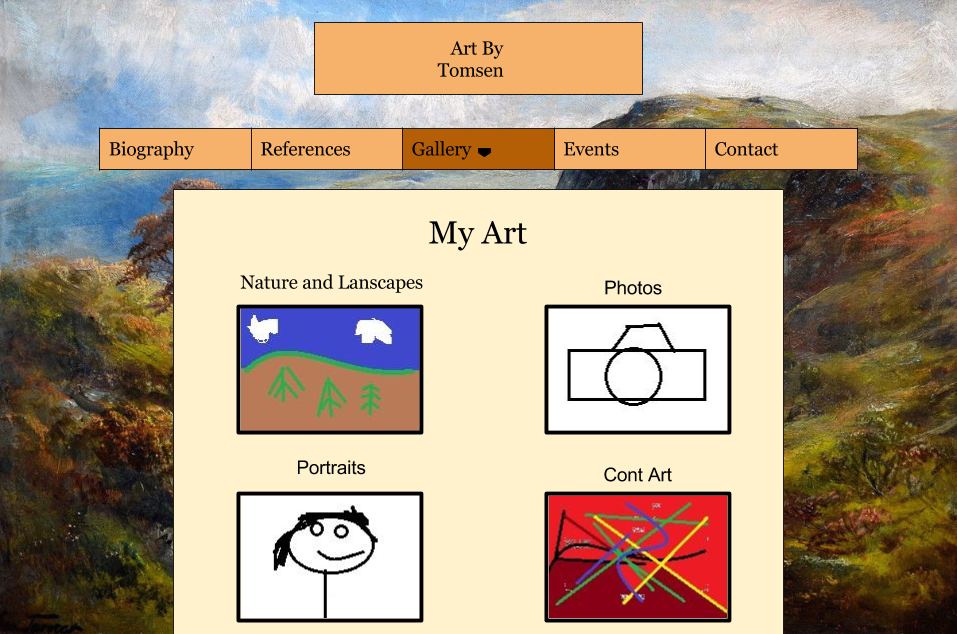 Art By
Tomsen
Biography
References
Gallery
Events
Contact
My Art
Nature and Lanscapes
Photos
Portraits
Cont Art